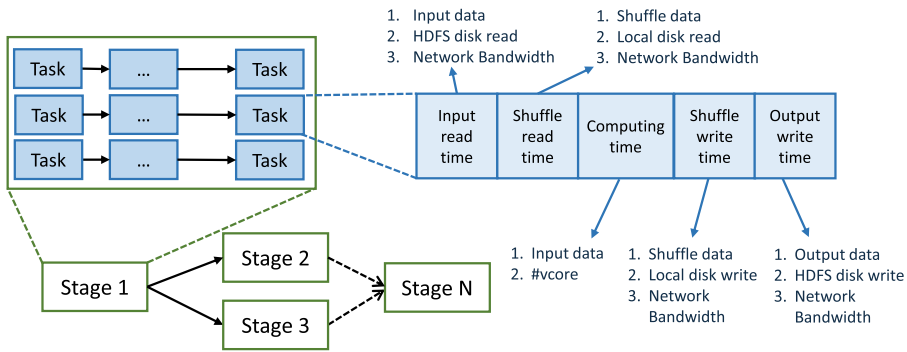 1. Input data
2. HDFS disk read
3. Network Bandwidth
1. Shuffle data
2. Local disk read
3. Network Bandwidth
Task ... Task
Task ... Task
Task ... Task
Input read time
Shuffle read time
Computing time
Shuffle write time
Output write time
1. Input data
2. #vcore
1. Shuffle data
2. Local disk write
3. Network
Bandwidth
1. Output data
2. HDFS disk write
3. Network
Bandwidth
Stage 1
Stage 2
Stage 3
Stage N